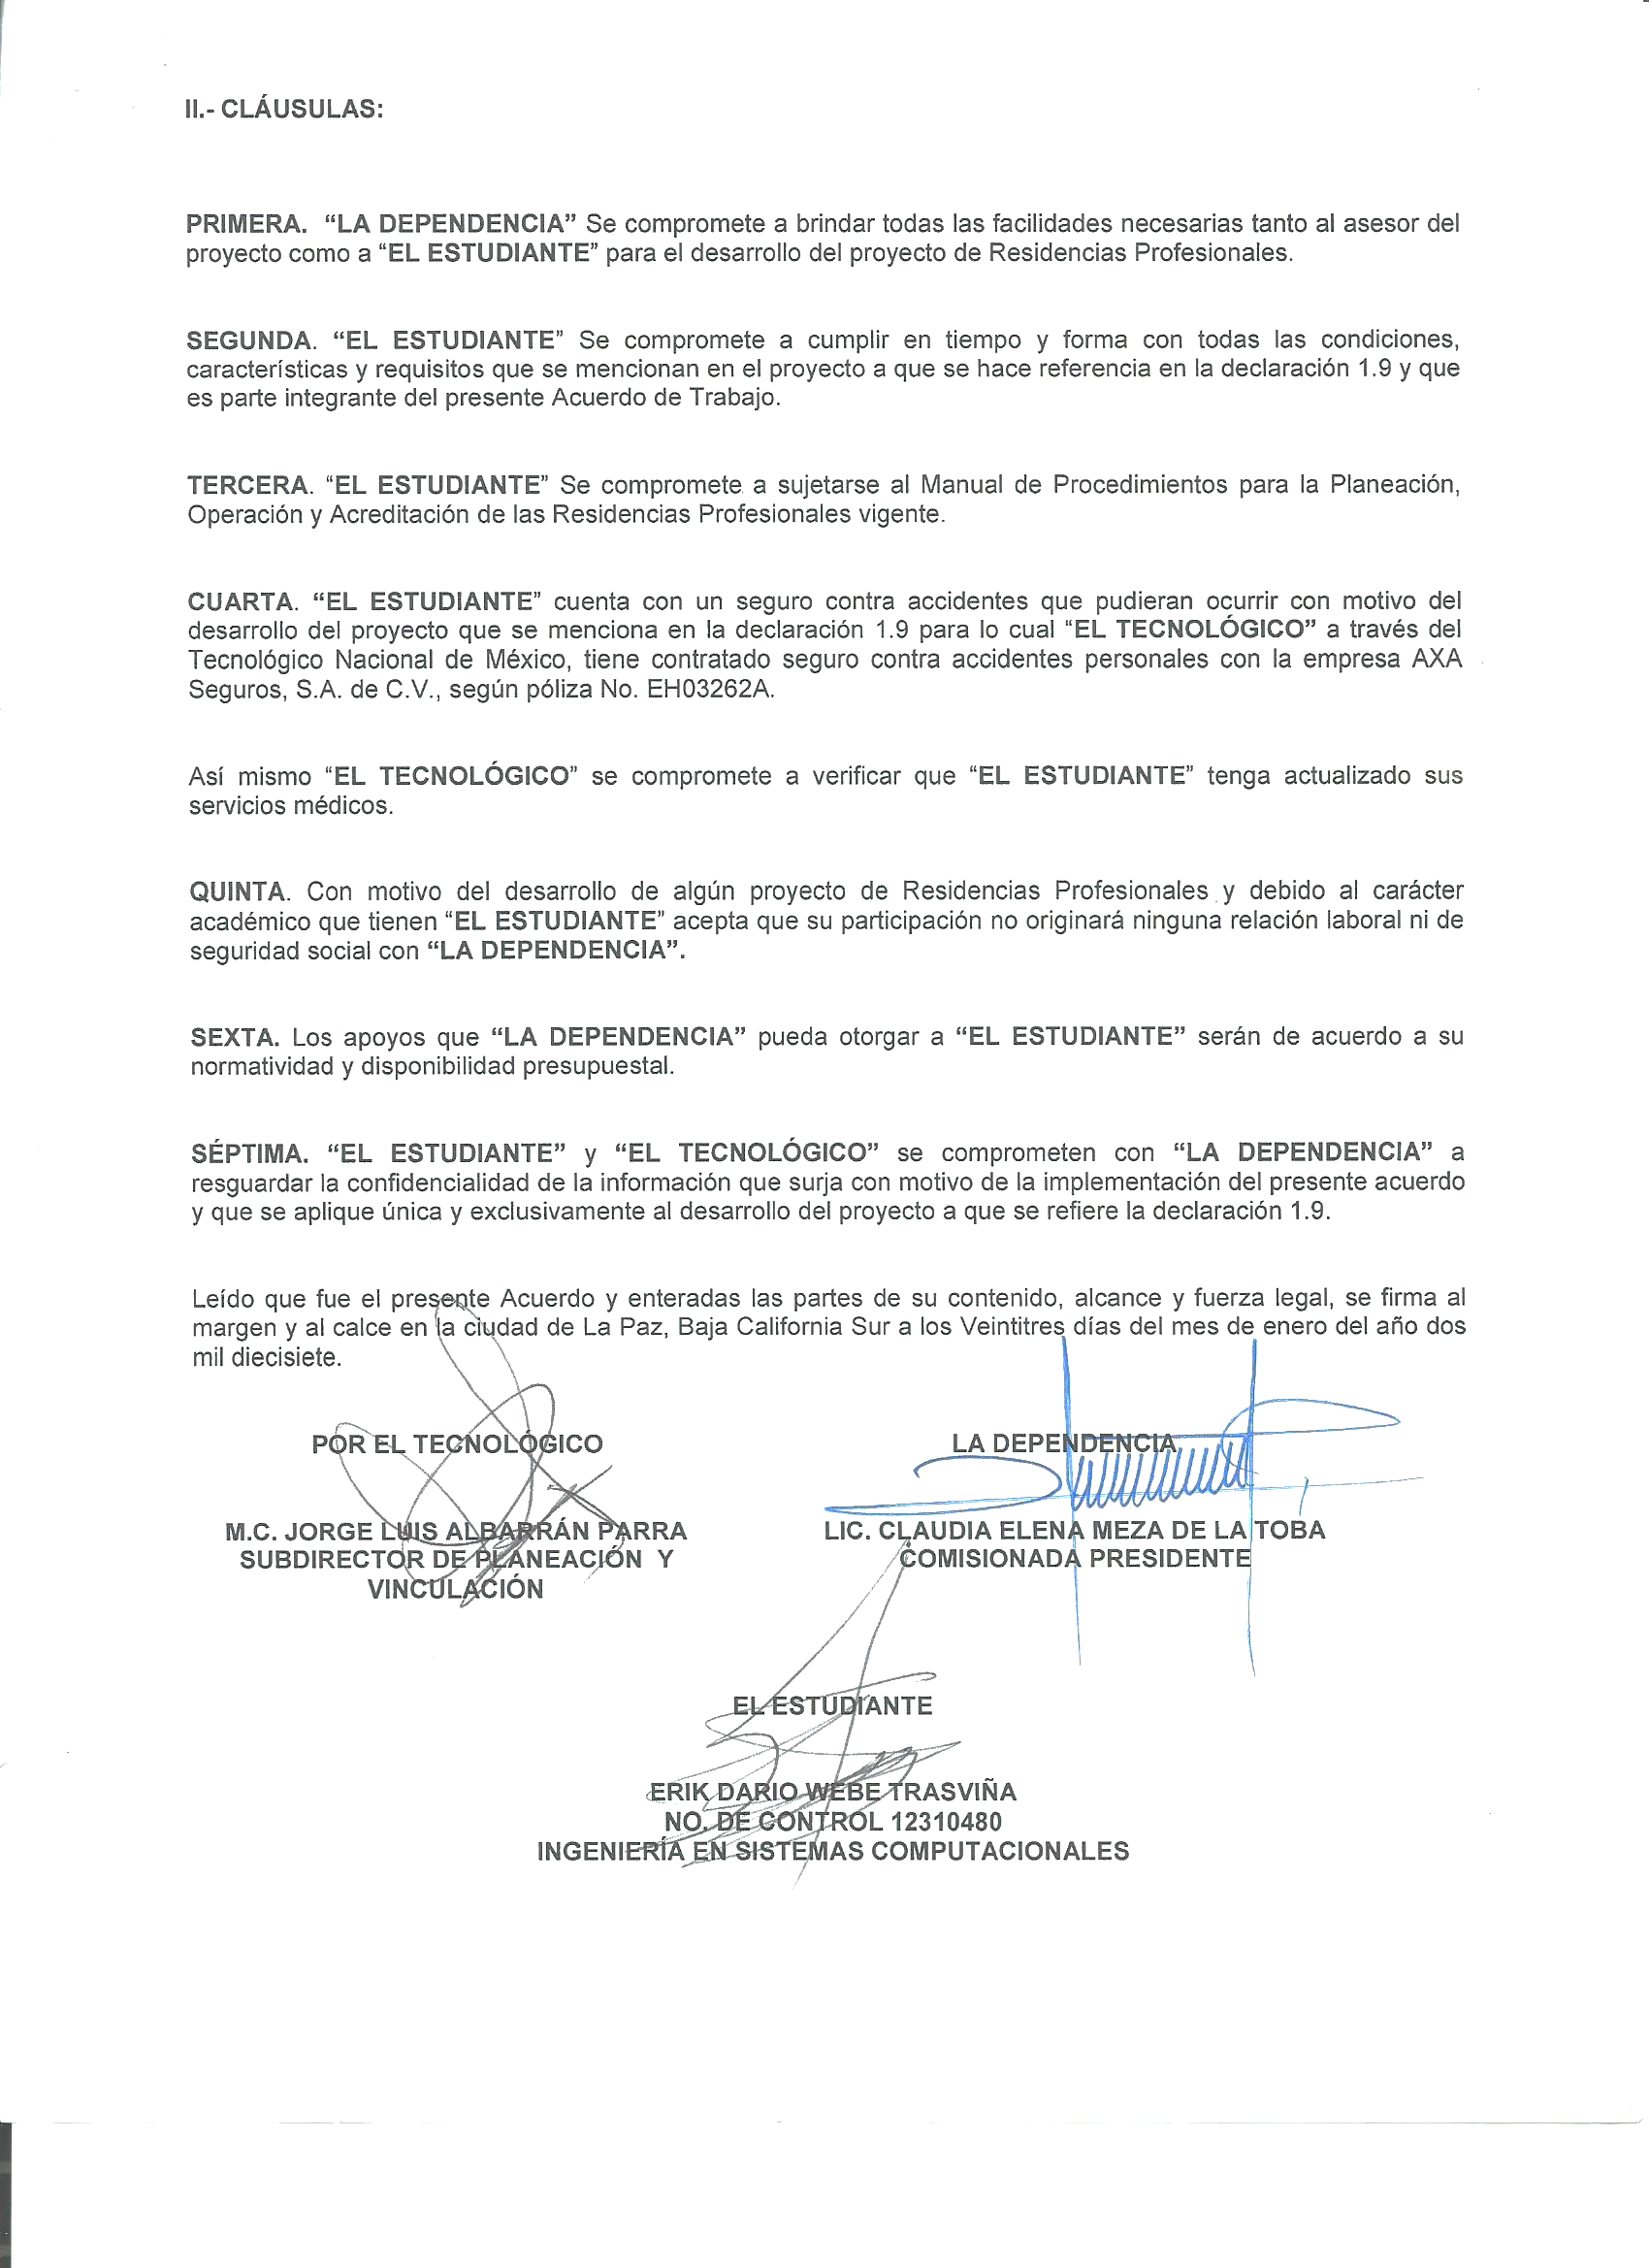 II.- CLÁUSULAS:
PRIMERA. “LA DEPENDENCIA” Se compromete a brindar todas las facilidades necesarias tanto al asesor del
proyecto como a “EL ESTUDIANTE” para el desarrollo del proyecto de Residencias Profesionales.
SEGUNDA. “EL ESTUDIANTE” Se compromete a cumplir en tiempo y forma con todas las condiciones,
características y requisitos que se mencionan en el proyecto a que se hace referencia en la declaración 1.9 y que
es parte integrante del presente Acuerdo de Trabajo.
TERCERA. “EL ESTUDIANTE” Se compromete a sujetarse al Manual de Procedimientos para la Planeación,
Operación y Acreditación de las Residencias Profesionales vigente.
CUARTA. “EL ESTUDIANTE” cuenta con un seguro contra accidentes que pudieran ocurrir con motivo del
desarrollo del proyecto que se menciona en la declaración 1.9 para lo cual “EL TECNOLÓGICO” a través del
Tecnológico Nacional de México, tiene contratado seguro contra accidentes personales con la empresa AXA
Seguros, S.A. de C.V., según póliza No. EH03262A.
Así mismo “EL TECNOLÓGICO” se compromete a verificar que “EL ESTUDIANTE” tenga actualizado sus
servicios médicos.
QUINTA. Con motivo del desarrollo de algún proyecto de Residencias Profesionales y debido al carácter
académico que tienen “EL ESTUDIANTE” acepta que su participación no originará ninguna relación laboral ni de
seguridad social con “LA DEPENDENCIA”.
SEXTA. Los apoyos que “LA DEPENDENCIA” pueda otorgar a “EL ESTUDIANTE” serán de acuerdo a su
normatividad y disponibilidad presupuestal.
SÉPTIMA. “EL ESTUDIANTE” y “EL TECNOLÓGICO” se comprometen con “LA DEPENDENCIA” a
resguardar la confidencialidad de la información que surja con motivo de la implementación del presente acuerdo
y que se aplique única y exclusivamente al desarrollo del proyecto a que se refiere la declaración 1.9.
Leído que fue el presente Acuerdo y enteradas las partes de su contenido, alcance y fuerza legal, se firma al
margen y al calce en la ciudad de La Paz, Baja California Sur a los Veintitres días del mes de enero del año dos
mil diecisiete.
POR EL TECNOLÓGICO
M.C. JORGE LUIS ALBARRÁN PARRA
SUBDIRECTOR DE PLANEACIÓN Y
VINCULACIÓN
LA DEPENDENCIA
LIC. CLAUDIA ELENA MEZA DE LA TOBA
COMISIONADA PRESIDENTE
EL ESTUDIANTE
ERIK DARIO WEBE TRASVIÑA
NO. DE CONTROL 12310480
INGENIERÍA EN SISTEMAS COMPUTACIONALES